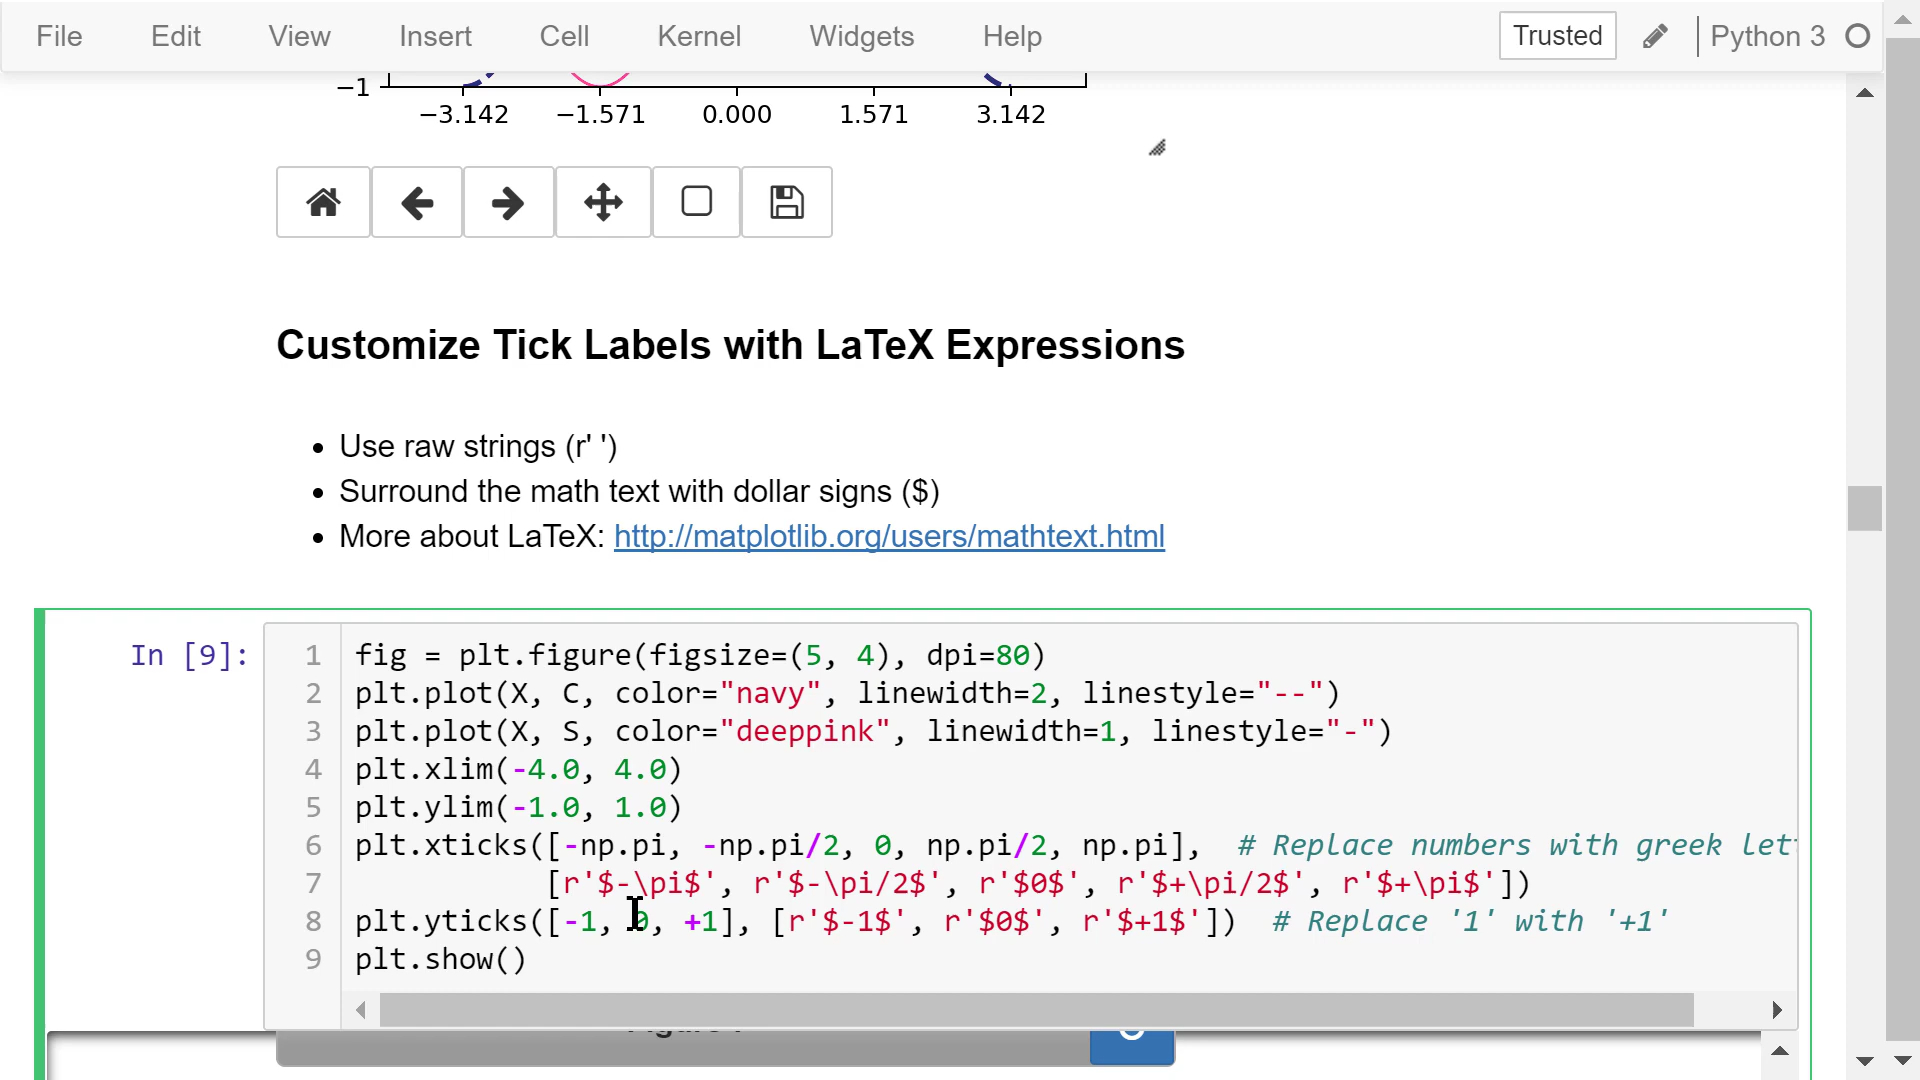 File Edit View Insert Cell Kernel Widgets Help Trusted Python 3
−1
−3.142 −1.571 0.000 1.571 3.142
Customize Tick Labels with LaTeX Expressions
• Use raw strings (r' ')
• Surround the math text with dollar signs ($)
• More about LaTeX: http://matplotlib.org/users/mathtext.html
In [9]:
1 fig = plt.figure(figsize=(5, 4), dpi=80)
2 plt.plot(X, C, color="navy", linewidth=2, linestyle="--")
3 plt.plot(X, S, color="deeppink", linewidth=1, linestyle="-")
4 plt.xlim(-4.0, 4.0)
5 plt.ylim(-1.0, 1.0)
6 plt.xticks([-np.pi, -np.pi/2, 0, np.pi/2, np.pi],  # Replace numbers with greek
7            [r'$-\pi$', r'$-\pi/2$', r'$0$', r'$+\pi/2$', r'$+\pi$'])
8 plt.yticks([-1, 0, +1], [r'$-1$', r'$0$', r'$+1$'])  # Replace '1' with '+1'
9 plt.show()